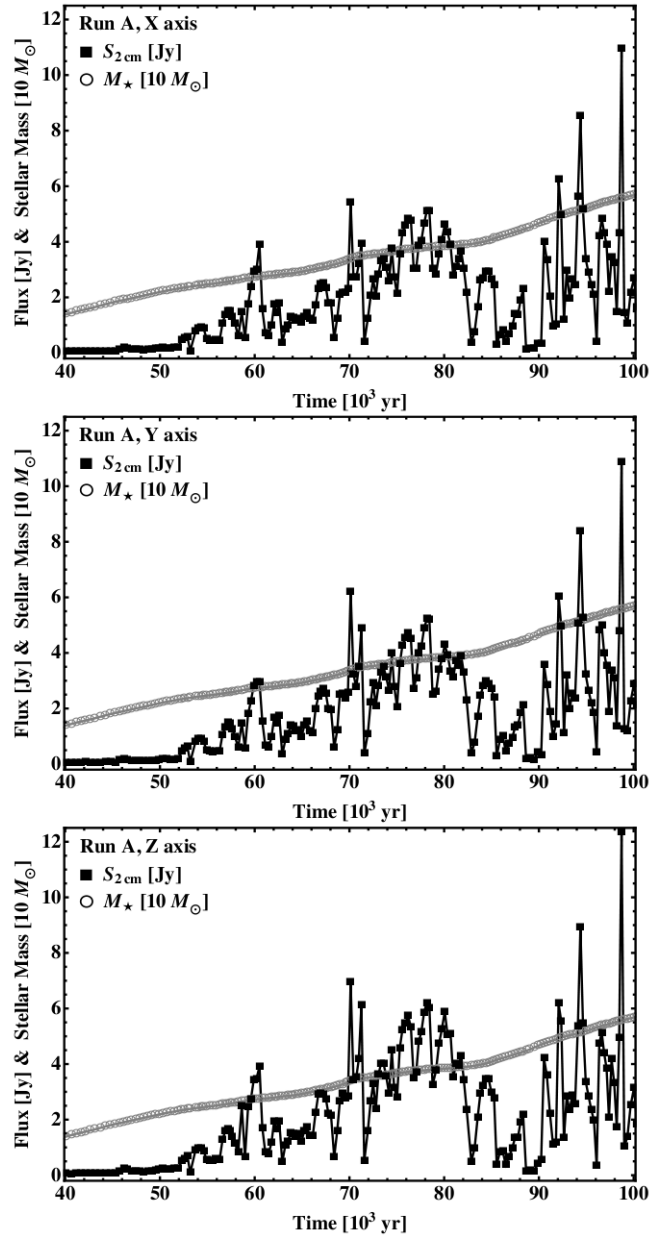 Run A, X axis
■ S2 cm [Jy]
○ M★ [10 M⊙]
Flux [Jy] & Stellar Mass [10 M⊙]
12
10
8
6
4
2
0
40 50 60 70 80 90 100
Time [10³ yr]
Run A, Y axis
■ S2 cm [Jy]
○ M★ [10 M⊙]
Flux [Jy] & Stellar Mass [10 M⊙]
12
10
8
6
4
2
0
40 50 60 70 80 90 100
Time [10³ yr]
Run A, Z axis
■ S2 cm [Jy]
○ M★ [10 M⊙]
Flux [Jy] & Stellar Mass [10 M⊙]
12
10
8
6
4
2
0
40 50 60 70 80 90 100
Time [10³ yr]